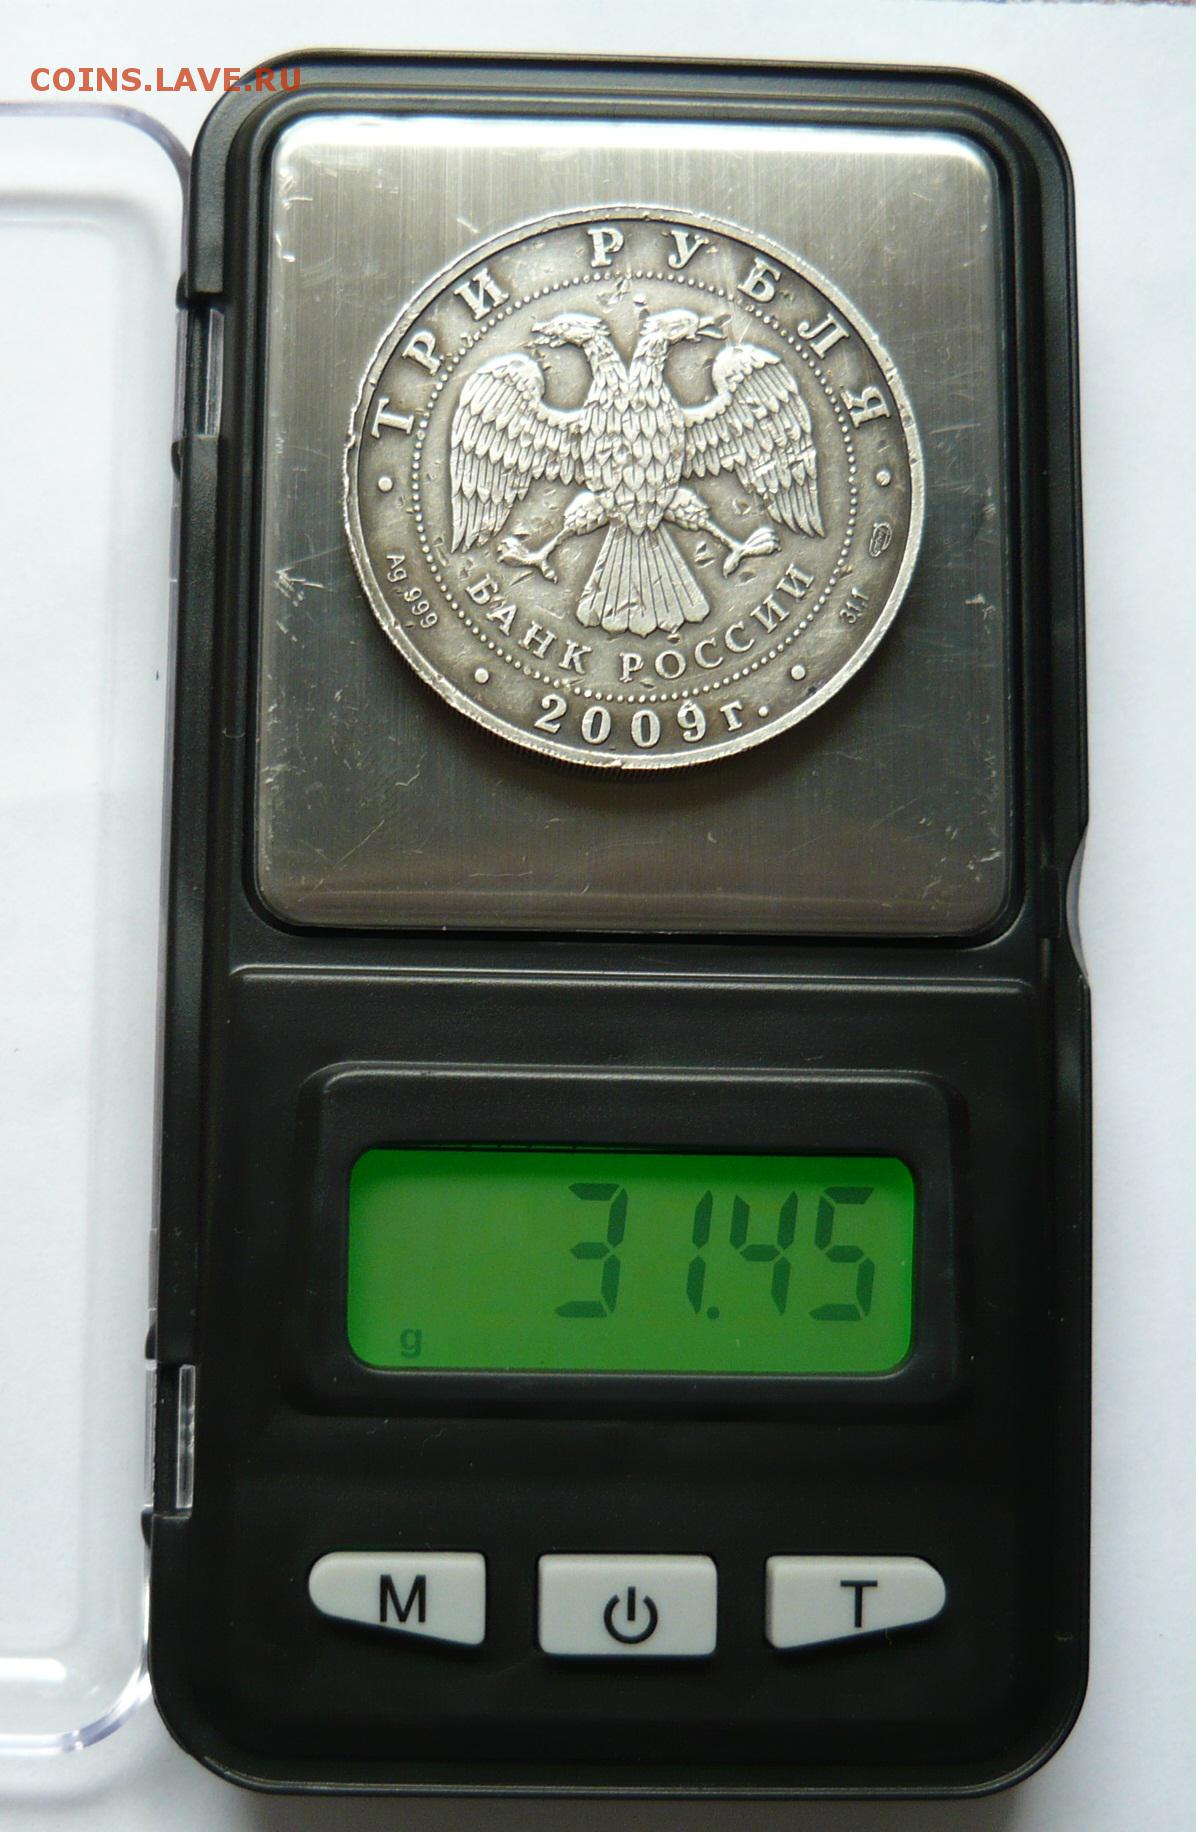 COINS.LAVE.RU
ТРИ РУБЛЯ
Ag 999
31,1
БАНК РОССИИ
2009г.
31.45
g
M
T